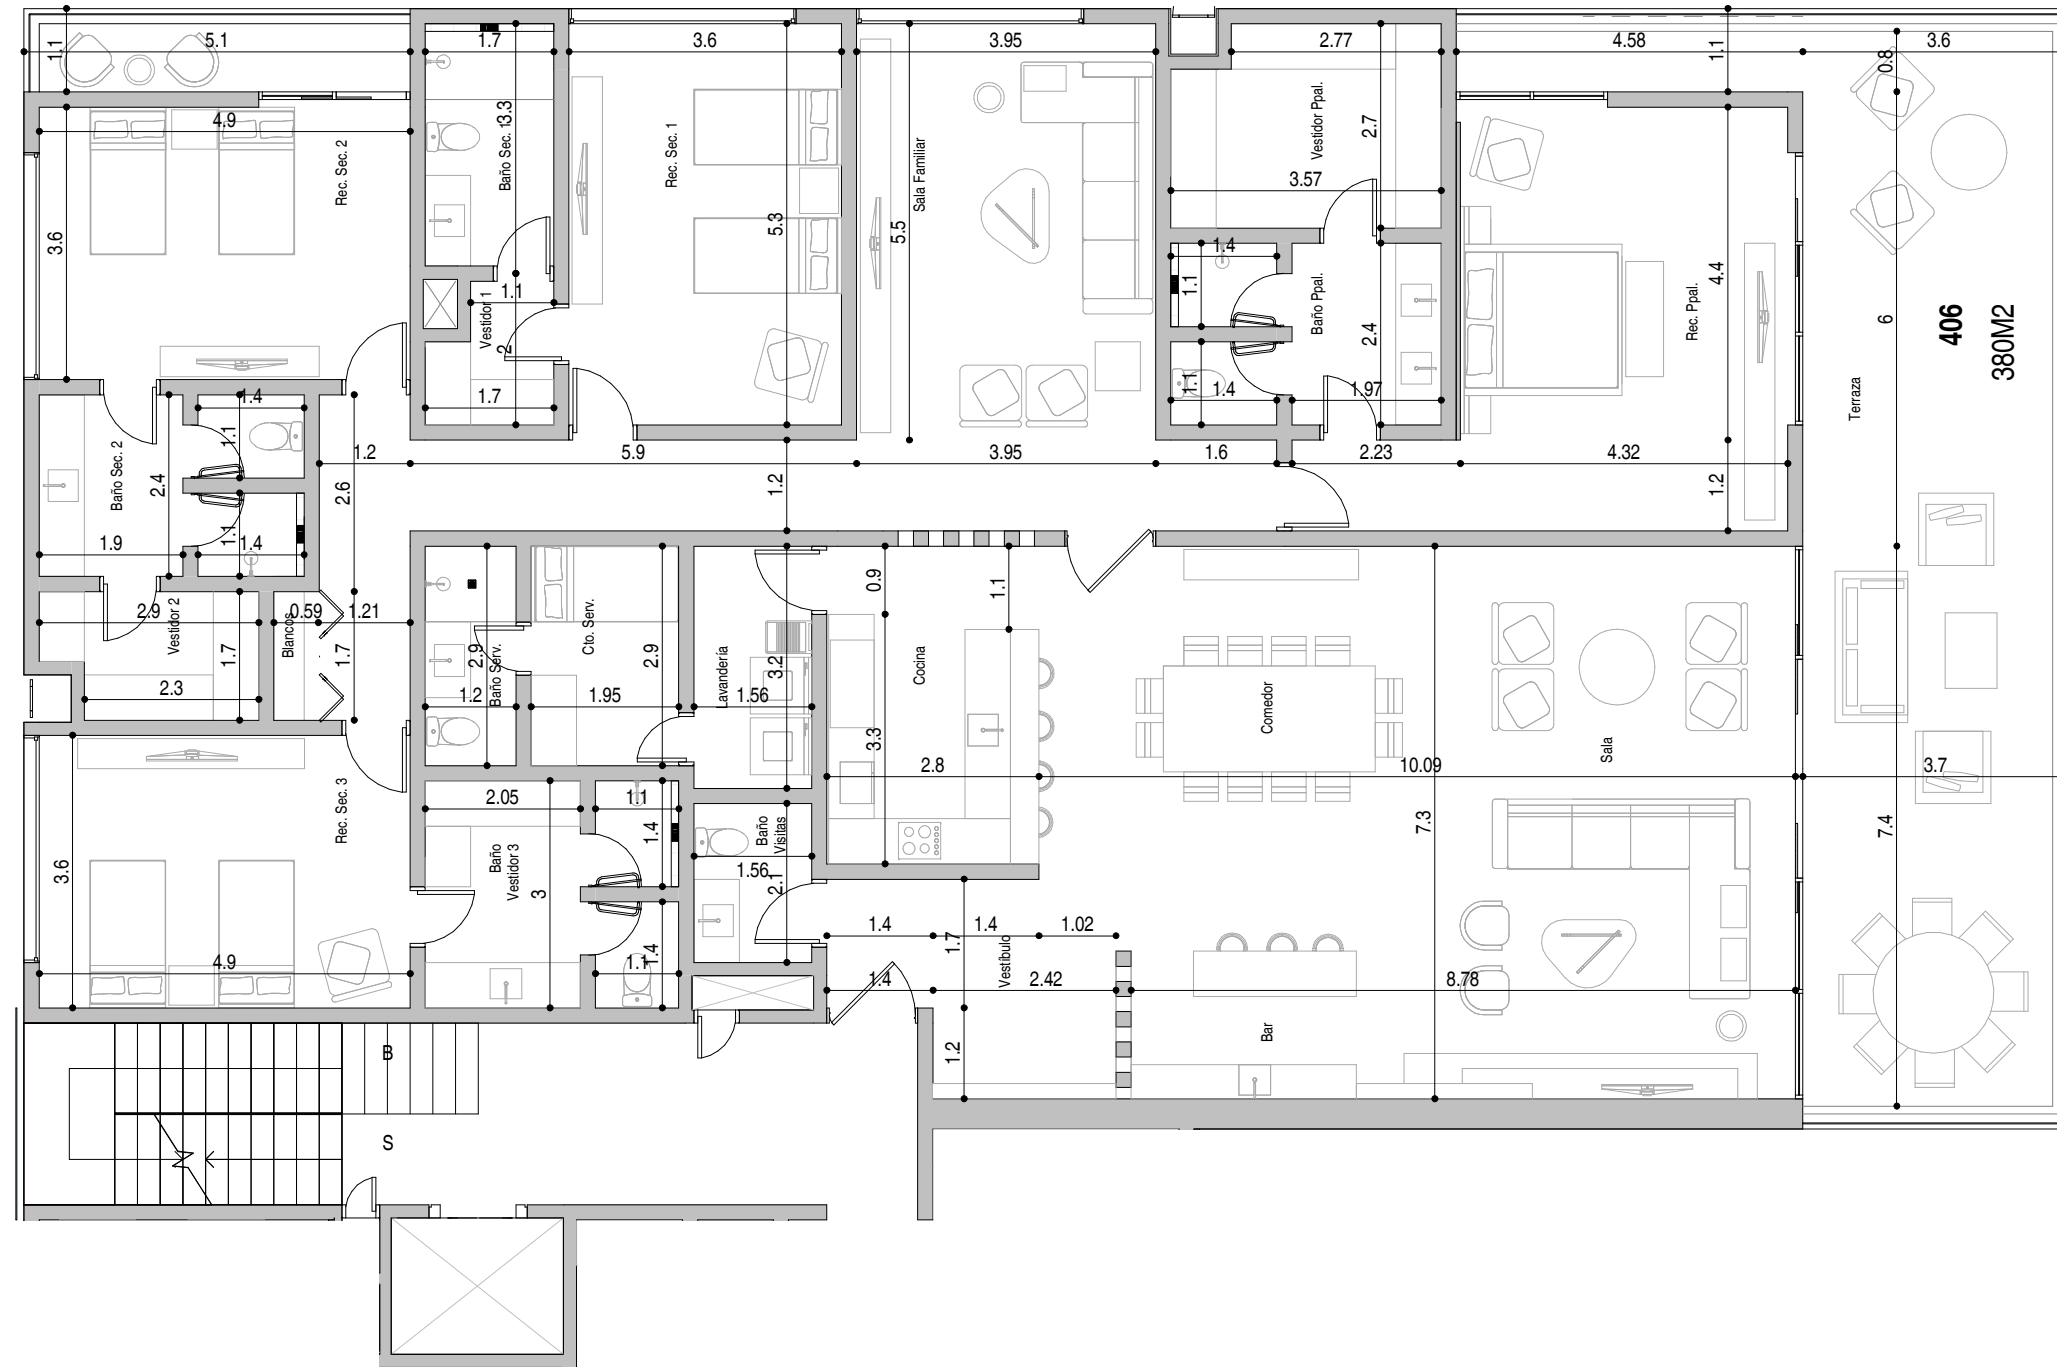 5.1
1.7
3.6
3.95
2.77
4.58
3.6
1.1
1.1
0.8
4.9
3.6
Rec. Sec. 2
3.3
Baño Sec. 1
Rec. Sec. 1
5.3
Sala Familiar
5.5
Vestidor Ppal.
2.7
3.57
1.4
1.1
Baño Ppal.
2.4
1.1
1.4
1.97
Rec. Ppal.
4.4
6
406
380M2
Terraza
1.1
Vestidor 1
2
1.7
1.4
1.1
Baño Sec. 2
2.4
1.2
2.6
5.9
3.95
1.6
2.23
4.32
1.2
1.2
1.9
1.1
1.4
2.9
Vestidor 2
0.59
1.21
Blancos
1.7
1.7
2.3
2.9
1.2
Baño Serv.
Cto. Serv.
2.9
1.95
Lavandería
3.2
1.56
0.9
1.1
Cocina
3.3
2.8
Comedor
10.09
7.3
Sala
3.7
7.4
Rec. Sec. 3
3.6
4.9
2.05
Baño
Vestidor 3
3
1.1
1.4
1.1
1.4
Baño
Visitas
1.56
2.1
1.4
1.4
1.02
1.7
Vestíbulo
1.4
2.42
8.78
1.2
Bar
B
S